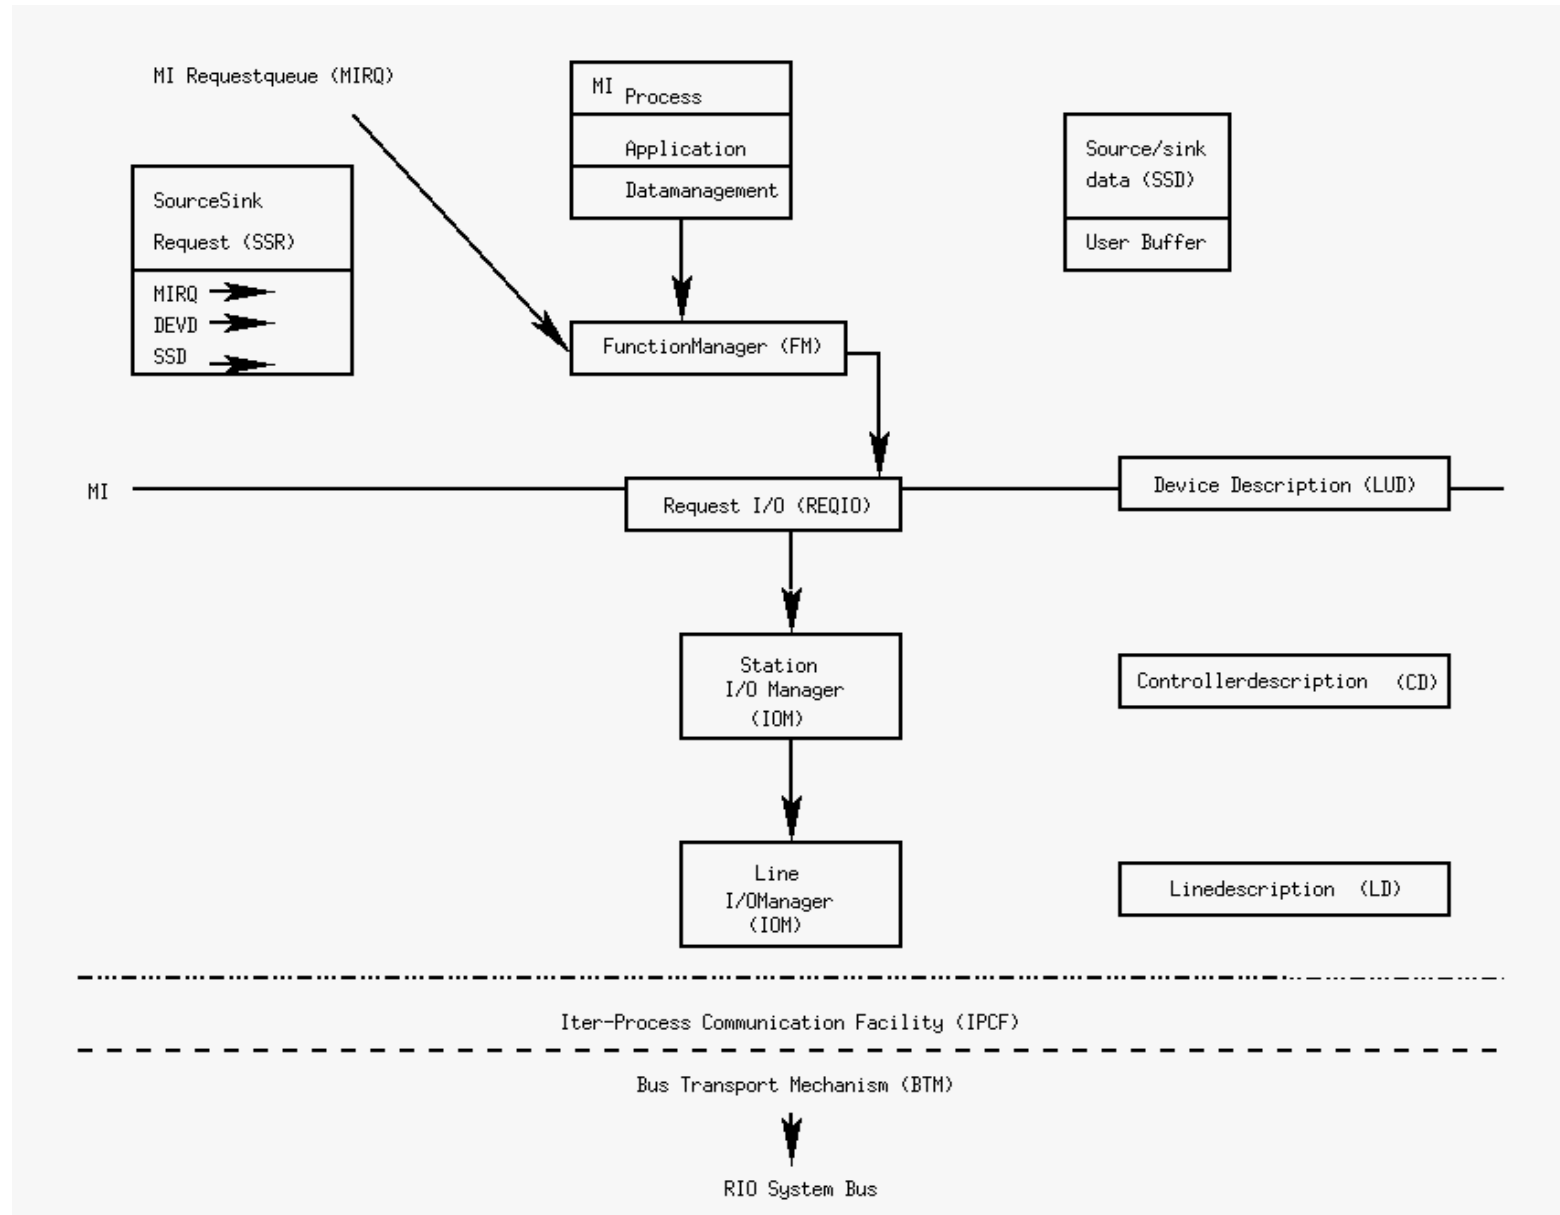 MI Requestqueue (MIRQ)
MI Process
Application
Datamanagement
Source/sink
data (SSD)
User Buffer
SourceSink
Request (SSR)
MIRQ
DEVD
SSD
FunctionManager (FM)
MI
Request I/O (REQIO)
Device Description (LUD)
Station
I/O Manager
(IOM)
Controllerdescription (CD)
Line
I/OManager
(IOM)
Linedescription (LD)
Iter-Process Communication Facility (IPCF)
Bus Transport Mechanism (BTM)
RIO System Bus